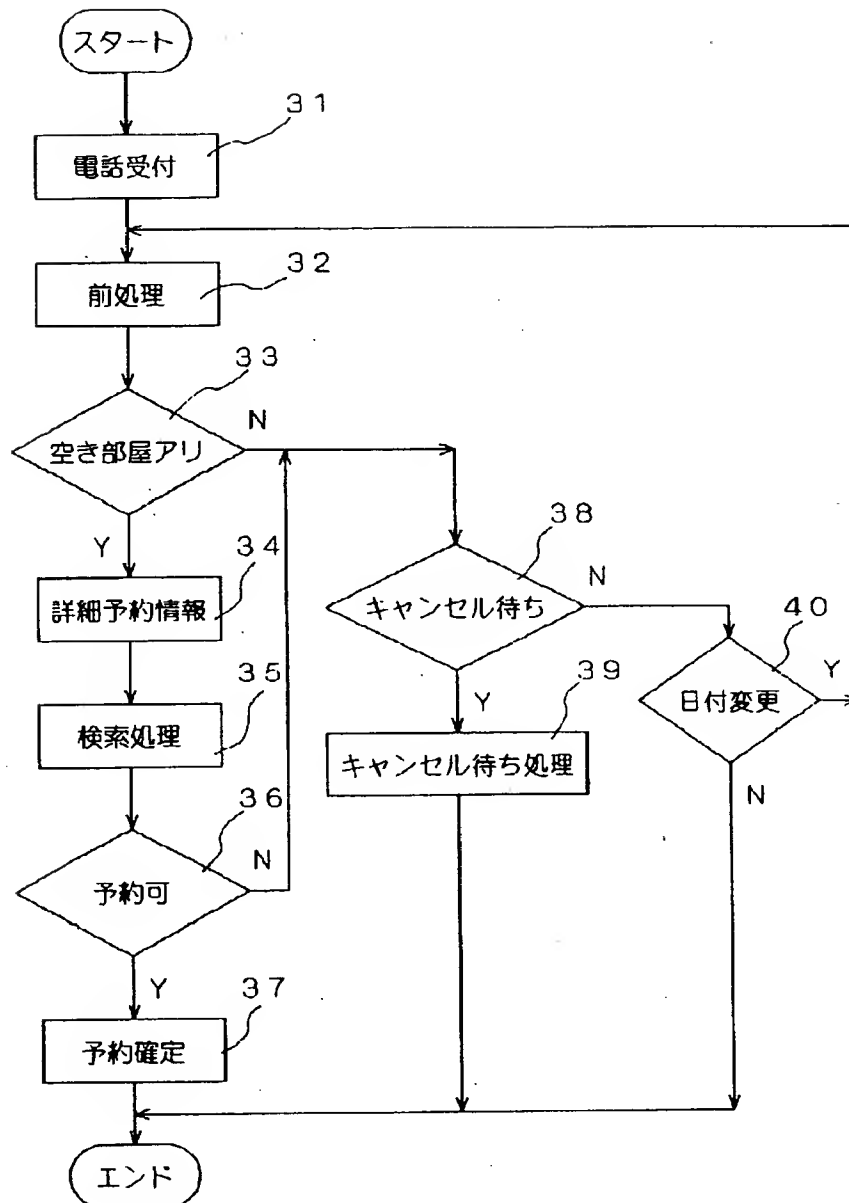 スタート
31
電話受付
32
前処理
33
空き部屋アリ
N
Y
34
詳細予約情報
35
検索処理
36
予約可
N
Y
37
予約確定
エンド
38
キャンセル待ち
N
Y
39
キャンセル待ち処理
40
日付変更
Y
N